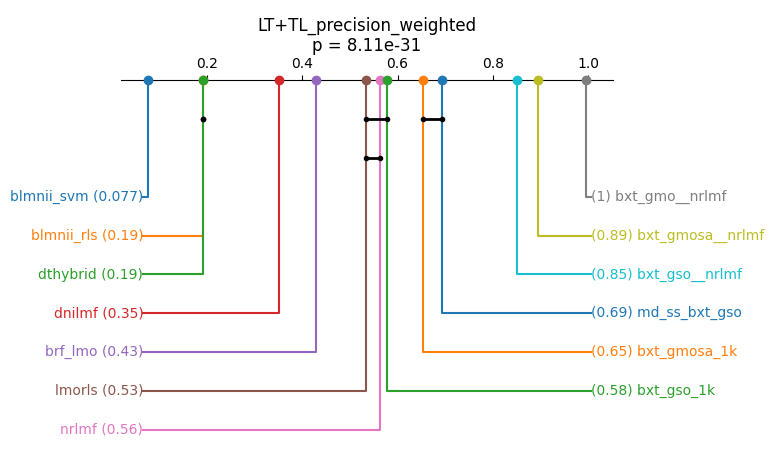 LT+TL_precision_weighted
p = 8.11e-31
0.2 0.4 0.6 0.8 1.0
blmnii_svm (0.077)
(1) bxt_gmo__nrlmf
blmnii_rls (0.19)
(0.89) bxt_gmosa__nrlmf
dthybrid (0.19)
(0.85) bxt_gso__nrlmf
dnilmf (0.35)
(0.69) md_ss_bxt_gso
brf_lmo (0.43)
(0.65) bxt_gmosa_1k
lmorls (0.53)
(0.58) bxt_gso_1k
nrlmf (0.56)